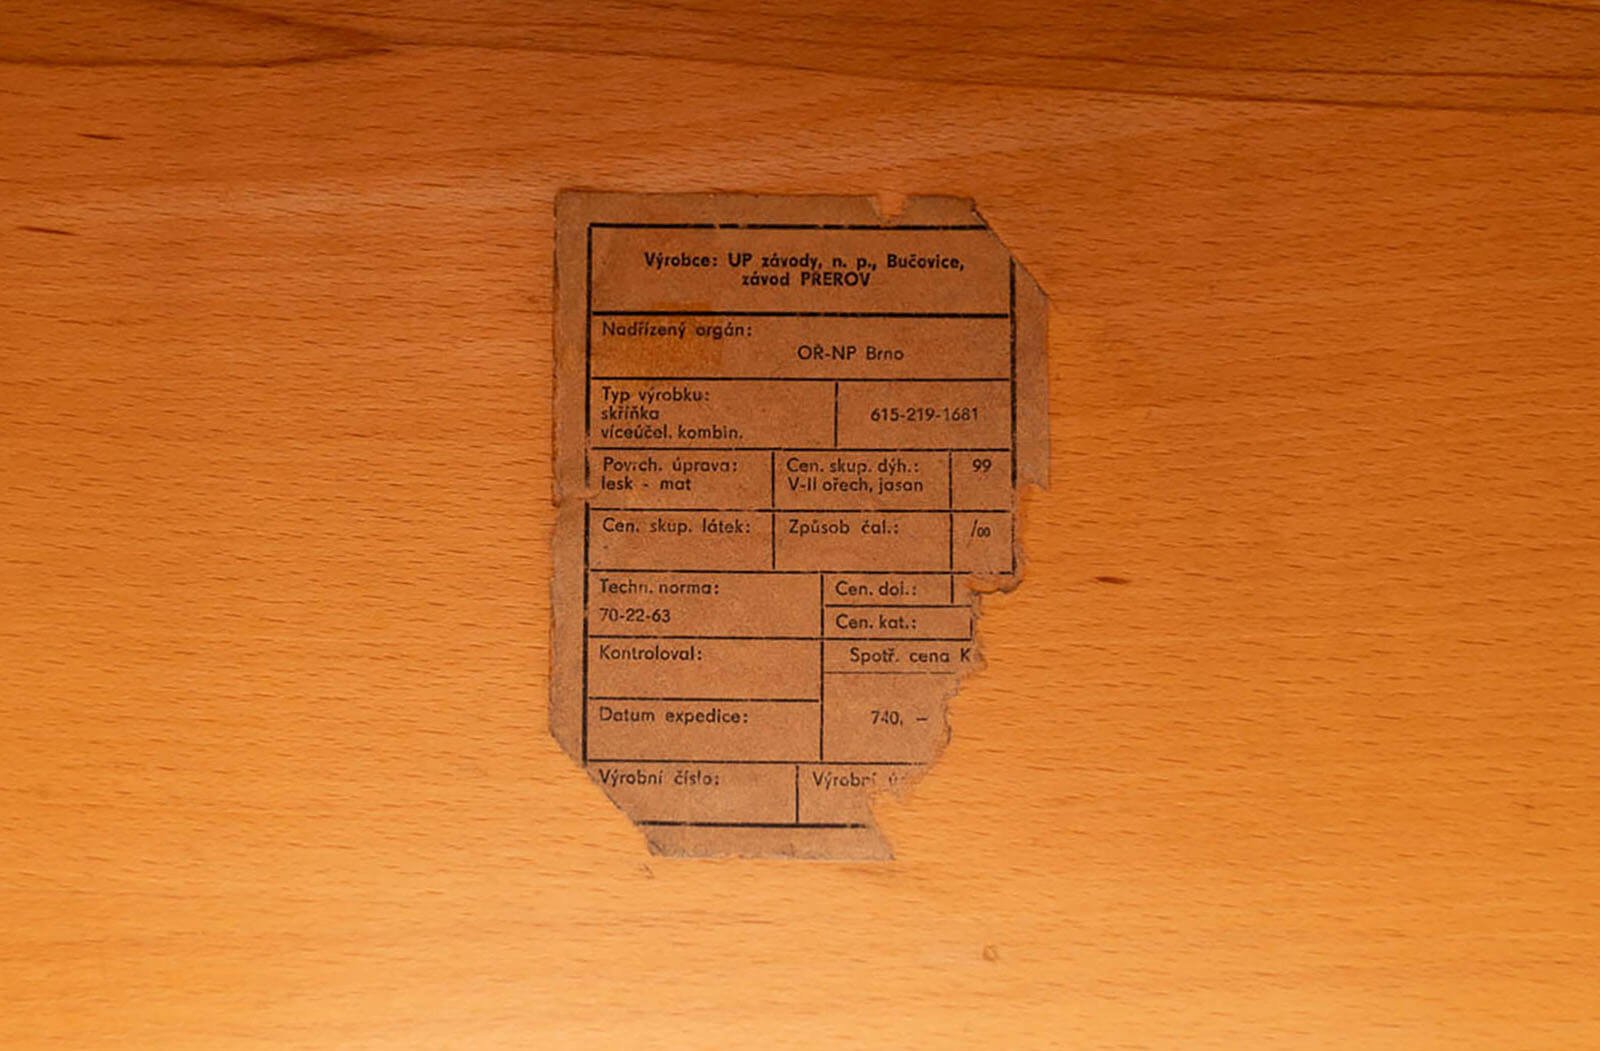 Výrobce: UP závody, n. p., Bučovice,
závod PŘEROV
Nadřízený orgán:
OŘ-NP Brno
Typ výrobku:
skříňka
víceúčel. kombin.
615-219-1681
Povrch. úprava:
lesk - mat
Cen. skup. dýh.:
V-II ořech, jasan
99
Cen. skup. látek:
Způsob čal.:
/00
Techn. norma:
70-22-63
Cen. dol.:
Cen. kat.:
Kontroloval:
Spotř. cena K
740, –
Datum expedice:
Výrobní číslo:
Výrobní